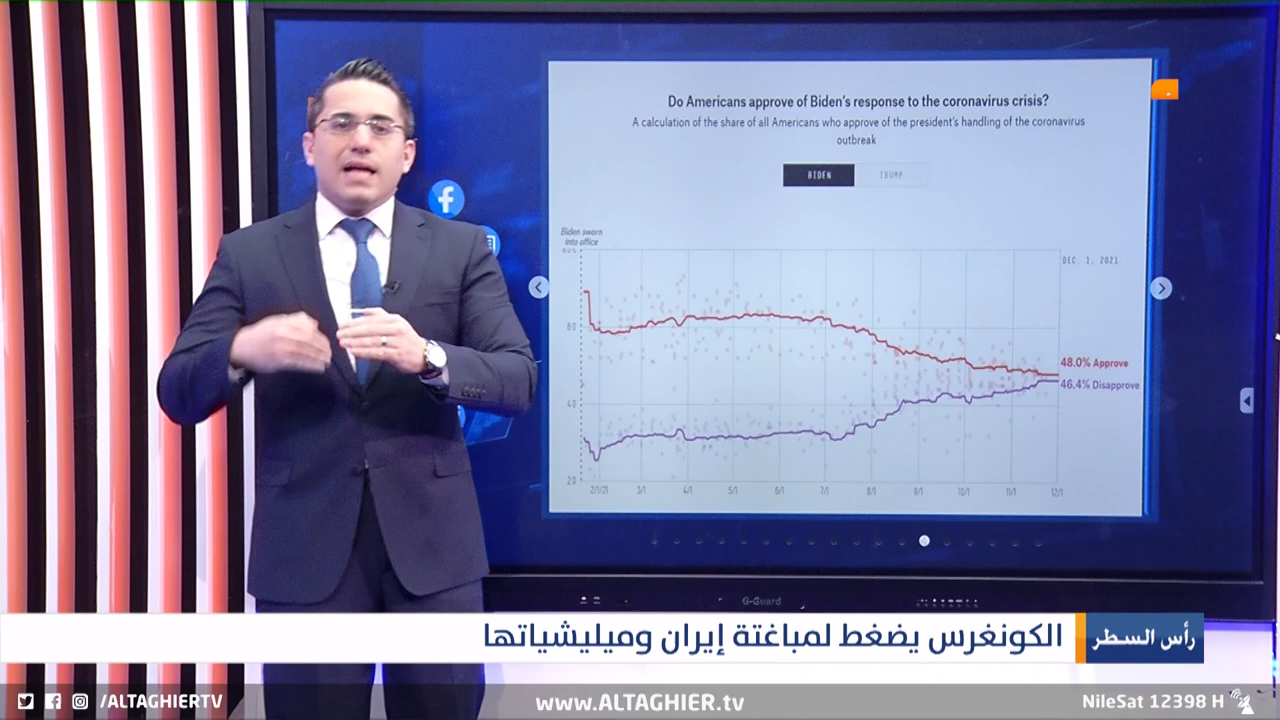 Do Americans approve of Biden's response to the coronavirus crisis?
A calculation of the share of all Americans who approve of the president's handling of the coronavirus
outbreak
BIDEN TRUMP
Biden sworn
into office
80%
DEC. 1, 2021
60
48.0% Approve
46.4% Disapprove
40
20
2/1/21 3/1 4/1 5/1 6/1 7/1 8/1 9/1 10/1 11/1 12/1
G-Guard
رأس السطر
الكونغرس يضغط لمباغتة إيران وميليشياتها
/ALTAGHIERTV
www.ALTAGHIER.tv
NileSat 12398 H